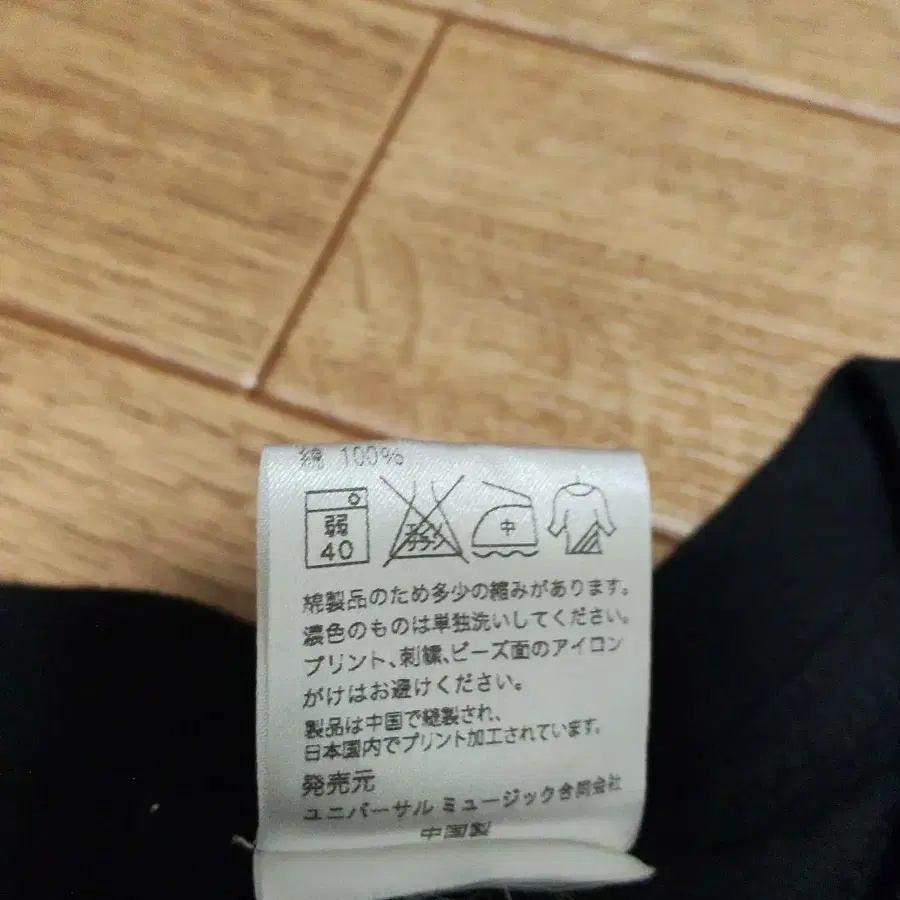 綿 100%
弱
40
エンソ
サラシ
中
綿製品のため多少の縮みがあります。
濃色のものは単独洗いしてください。
プリント、刺繍、ビーズ面のアイロン
がけはお避けください。
製品は中国で縫製され、
日本国内でプリント加工されています。
発売元
ユニバーサル ミュージック合同会社
中国製